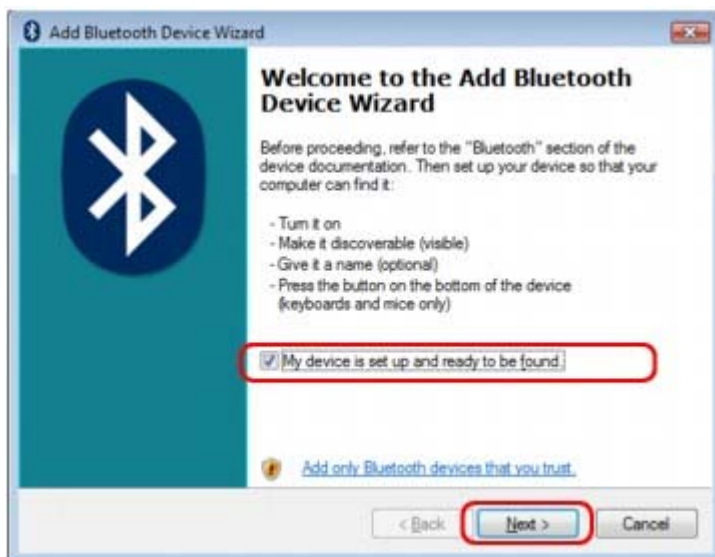 Add Bluetooth Device Wizard
Welcome to the Add Bluetooth
Device Wizard
Before proceeding, refer to the "Bluetooth" section of the
device documentation. Then set up your device so that your
computer can find it:
- Turn it on
- Make it discoverable (visible)
- Give it a name (optional)
- Press the button on the bottom of the device
(keyboards and mice only)
My device is set up and ready to be found.
Add only Bluetooth devices that you trust.
< Back
Next >
Cancel